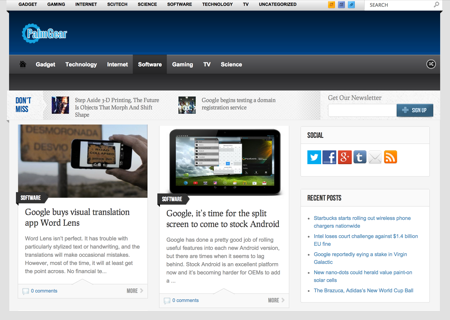 GADGET GAMING INTERNET SCI/TECH SCIENCE SOFTWARE TECHNOLOGY TV UNCATEGORIZED SEARCH
PalmGear
Gadget Technology Internet Software Gaming TV Science
DON'T
MISS
Step Aside 3-D Printing, The Future
Is Objects That Morph And Shift
Shape
Google begins testing a domain
registration service
Get Our Newsletter
SIGN UP
DESMORONADA
DESVIO
SOFTWARE
Google buys visual translation
app Word Lens
Word Lens isn't perfect. It has trouble with
particularly stylized text or handwriting, and the
translations will make occasional mistakes.
However, most of the time, it will at least get
the point across. No financial te...
0 comments
MORE
SOFTWARE
Google, it's time for the split
screen to come to stock Android
Google has done a pretty good job of rolling
useful features into each new Android version,
but there are times when it seems to lag
behind. Stock Android is an excellent platform
now and it's becoming harder for OEMs to add
a ...
0 comments
MORE
SOCIAL
RECENT POSTS
Starbucks starts rolling out wireless phone
chargers nationwide
Intel loses court challenge against $1.4 billion
EU fine
Google reportedly eying a stake in Virgin
Galactic
New nano-dots could herald value paint-on
solar cells
The Brazuca, Adidas's New World Cup Ball